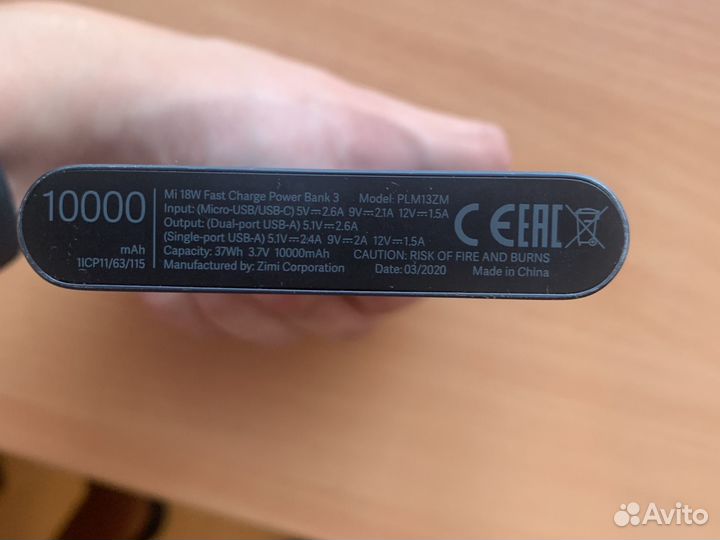 10000
mAh
1ICP11/63/115
Mi 18W Fast Charge Power Bank 3 Model: PLM13ZM
Input: (Micro-USB/USB-C) 5V⎓2.6A 9V⎓2.1A 12V⎓1.5A
Output: (Dual-port USB-A) 5.1V⎓2.6A
(Single-port USB-A) 5.1V⎓2.4A 9V⎓2A 12V⎓1.5A
Capacity: 37Wh 3.7V 10000mAh CAUTION: RISK OF FIRE AND BURNS
Manufactured by: Zimi Corporation Date: 03/2020 Made in China
CE EAC
Avito